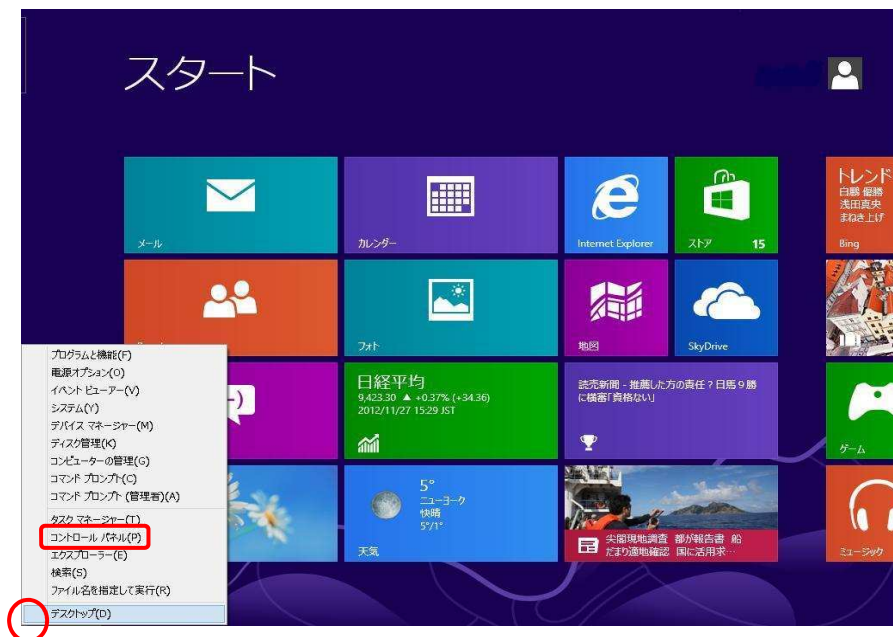 スタート
メール
カレンダー
Internet Explorer
ストア
15
トレンド
白鵬 優勝
浅田真央
まねき上げ
Bing
フォト
地図
SkyDrive
日経平均
9,423.30 ▲ +0.37% (+34.36)
2012/11/27 15:29 JST
読売新聞 - 推薦した方の責任？日馬９勝
に横審「資格ない」
ゲーム
5°
ニューヨーク
快晴
5°/1°
天気
尖閣現地調査 都が報告書 船
だまり適地確認 国に活用求…
ミュージック
プログラムと機能(F)
電源オプション(O)
イベント ビューアー(V)
システム(Y)
デバイス マネージャー(M)
ディスク管理(K)
コンピューターの管理(G)
コマンド プロンプト(C)
コマンド プロンプト (管理者)(A)
タスク マネージャー(T)
コントロール パネル(P)
エクスプローラー(E)
検索(S)
ファイル名を指定して実行(R)
デスクトップ(D)